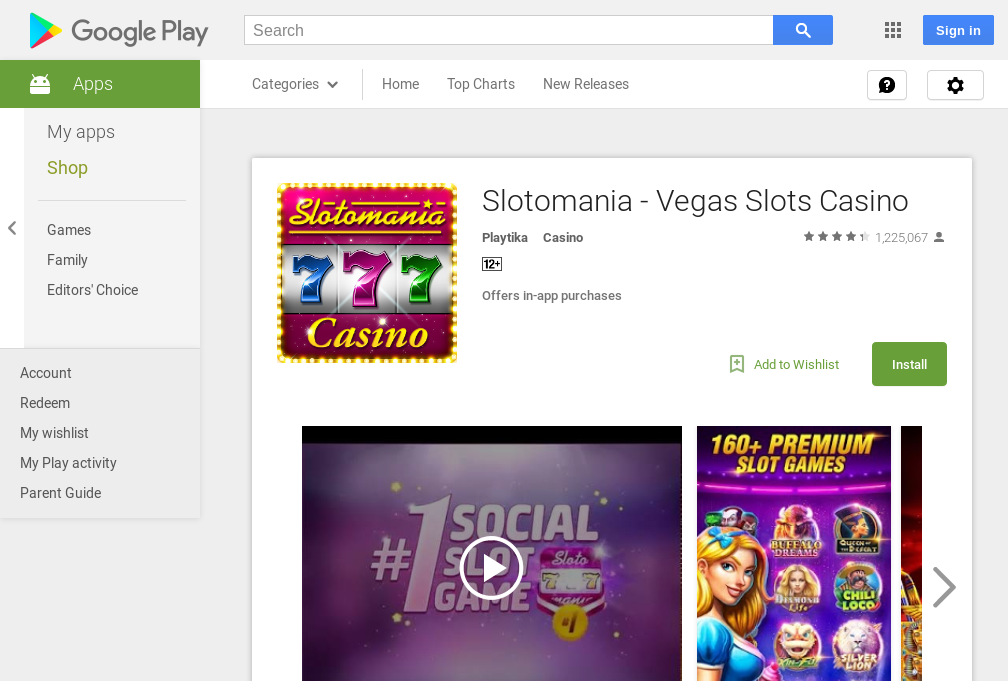 Google Play
Search
Sign in
Apps
Categories
Home
Top Charts
New Releases
My apps
Shop
Games
Family
Editors' Choice
Account
Redeem
My wishlist
My Play activity
Parent Guide
Slotomania
777
Casino
Slotomania - Vegas Slots Casino
Playtika Casino
1,225,067
12+
Offers in-app purchases
Add to Wishlist
Install
#1 SOCIAL
SLOT
GAME
Sloto
#1
160+ PREMIUM
SLOT GAMES
BUFFALO
DREAMS
QUEEN OF
THE DESERT
DIAMOND
Life
CHILI
LOCO
XIN-FU
SILVER
LION